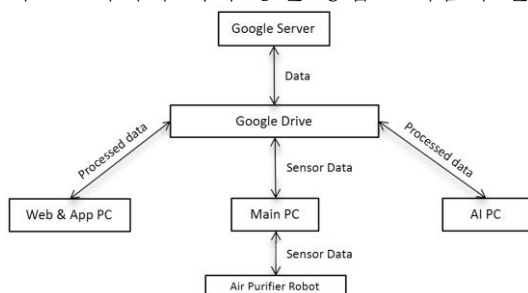 Google Server
Data
Google Drive
Processed data
Processed data
Sensor Data
Web & App PC
Main PC
AI PC
Sensor Data
Air Purifier Robot